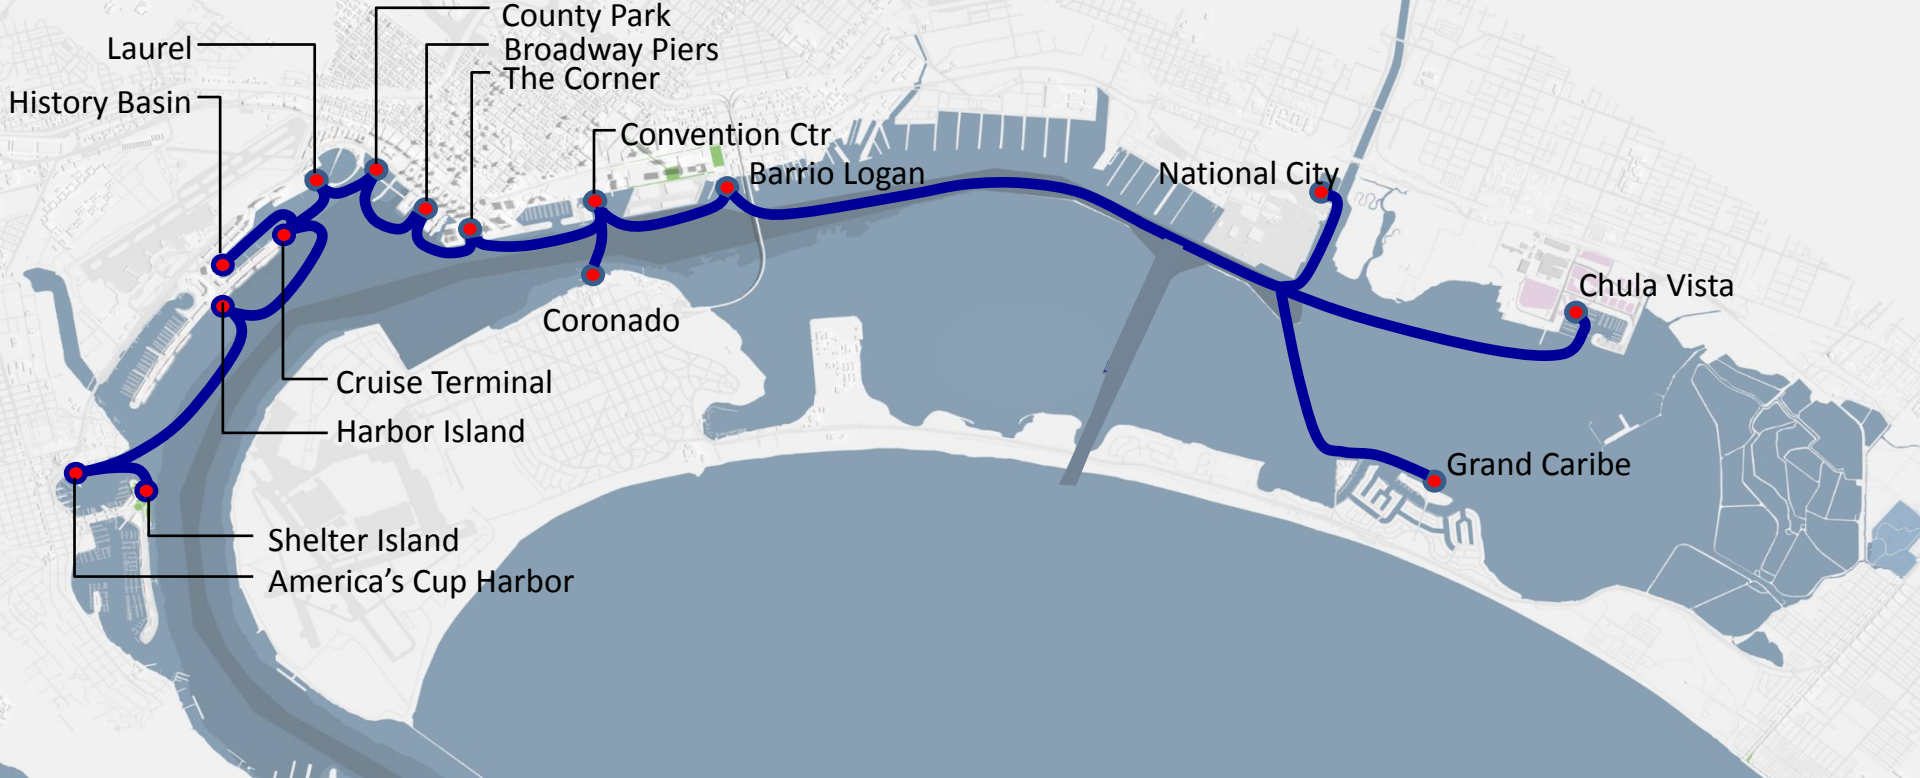 County Park
Laurel
Broadway Piers
The Corner
History Basin
Convention Ctr
Barrio Logan
National City
Chula Vista
Coronado
Cruise Terminal
Harbor Island
Grand Caribe
Shelter Island
America's Cup Harbor